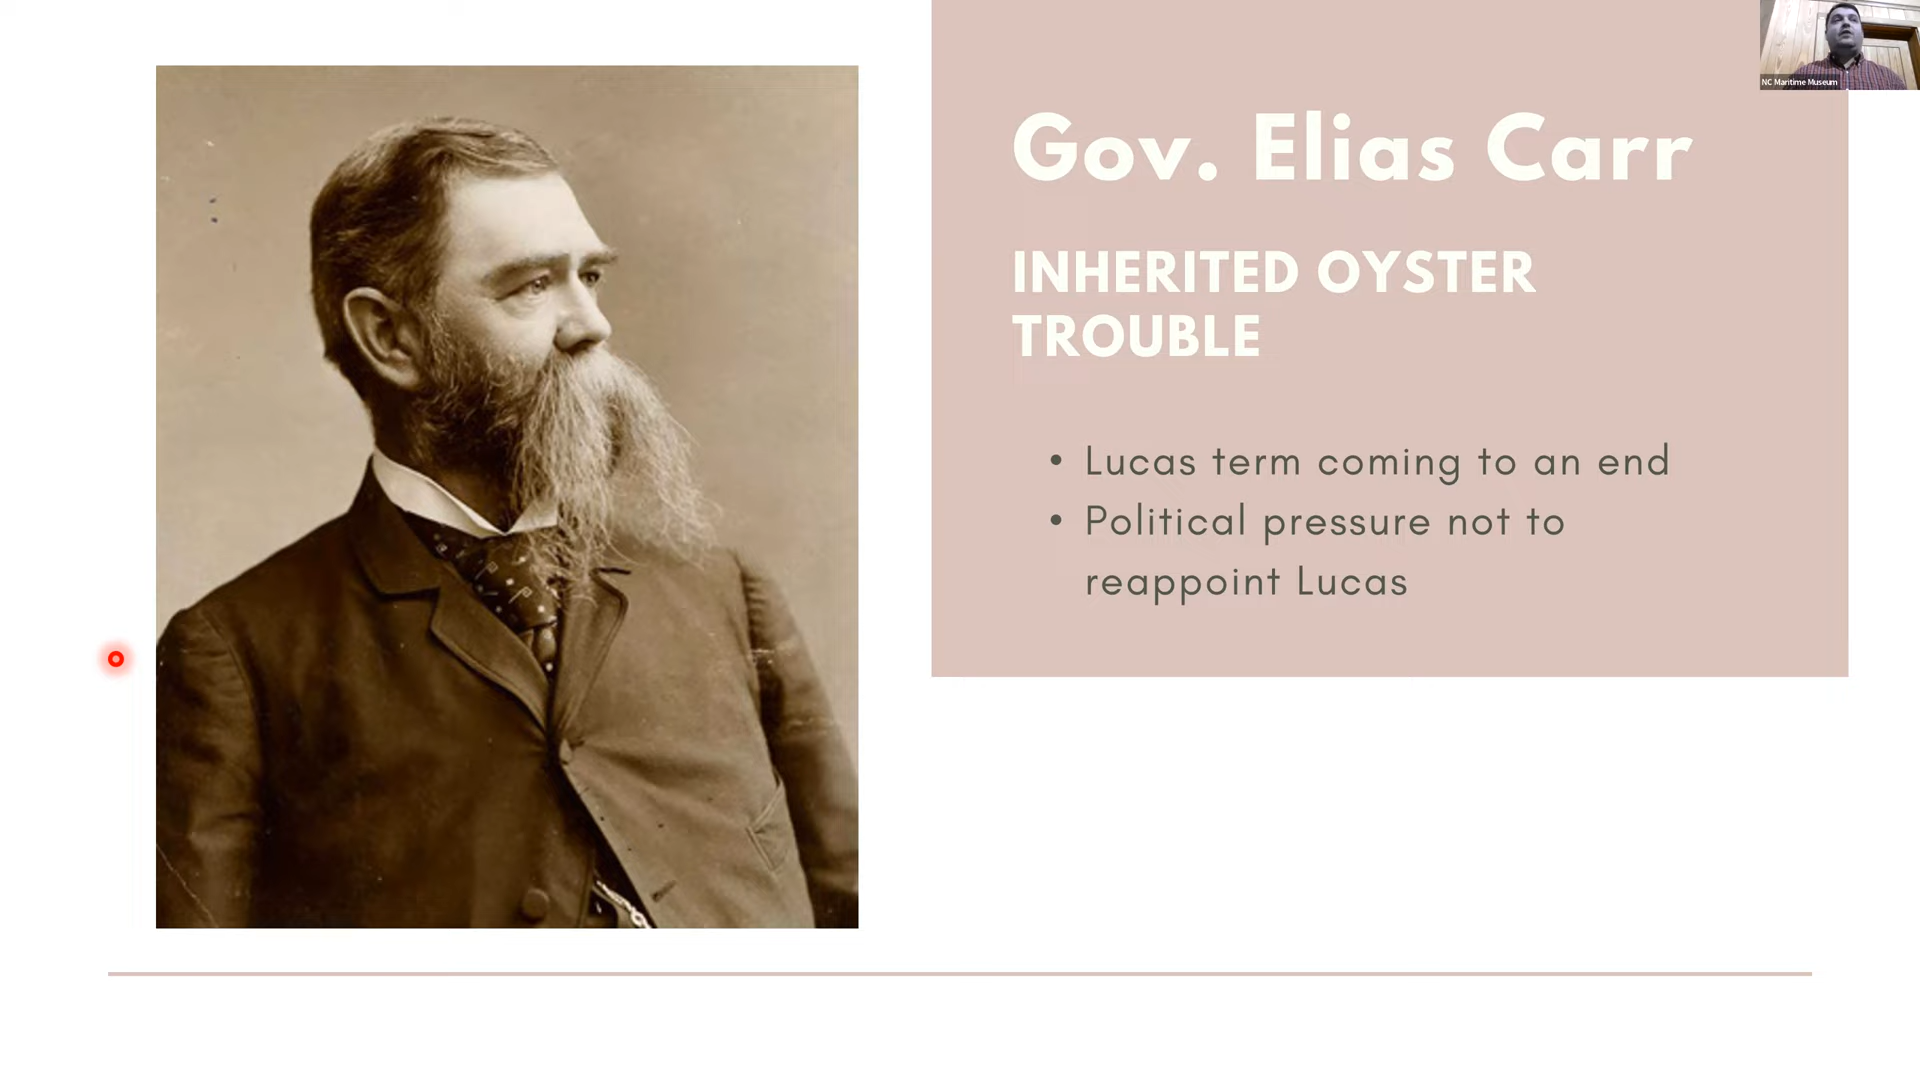 NC Maritime Museum
Gov. Elias Carr
INHERITED OYSTER
TROUBLE
• Lucas term coming to an end
• Political pressure not to
reappoint Lucas